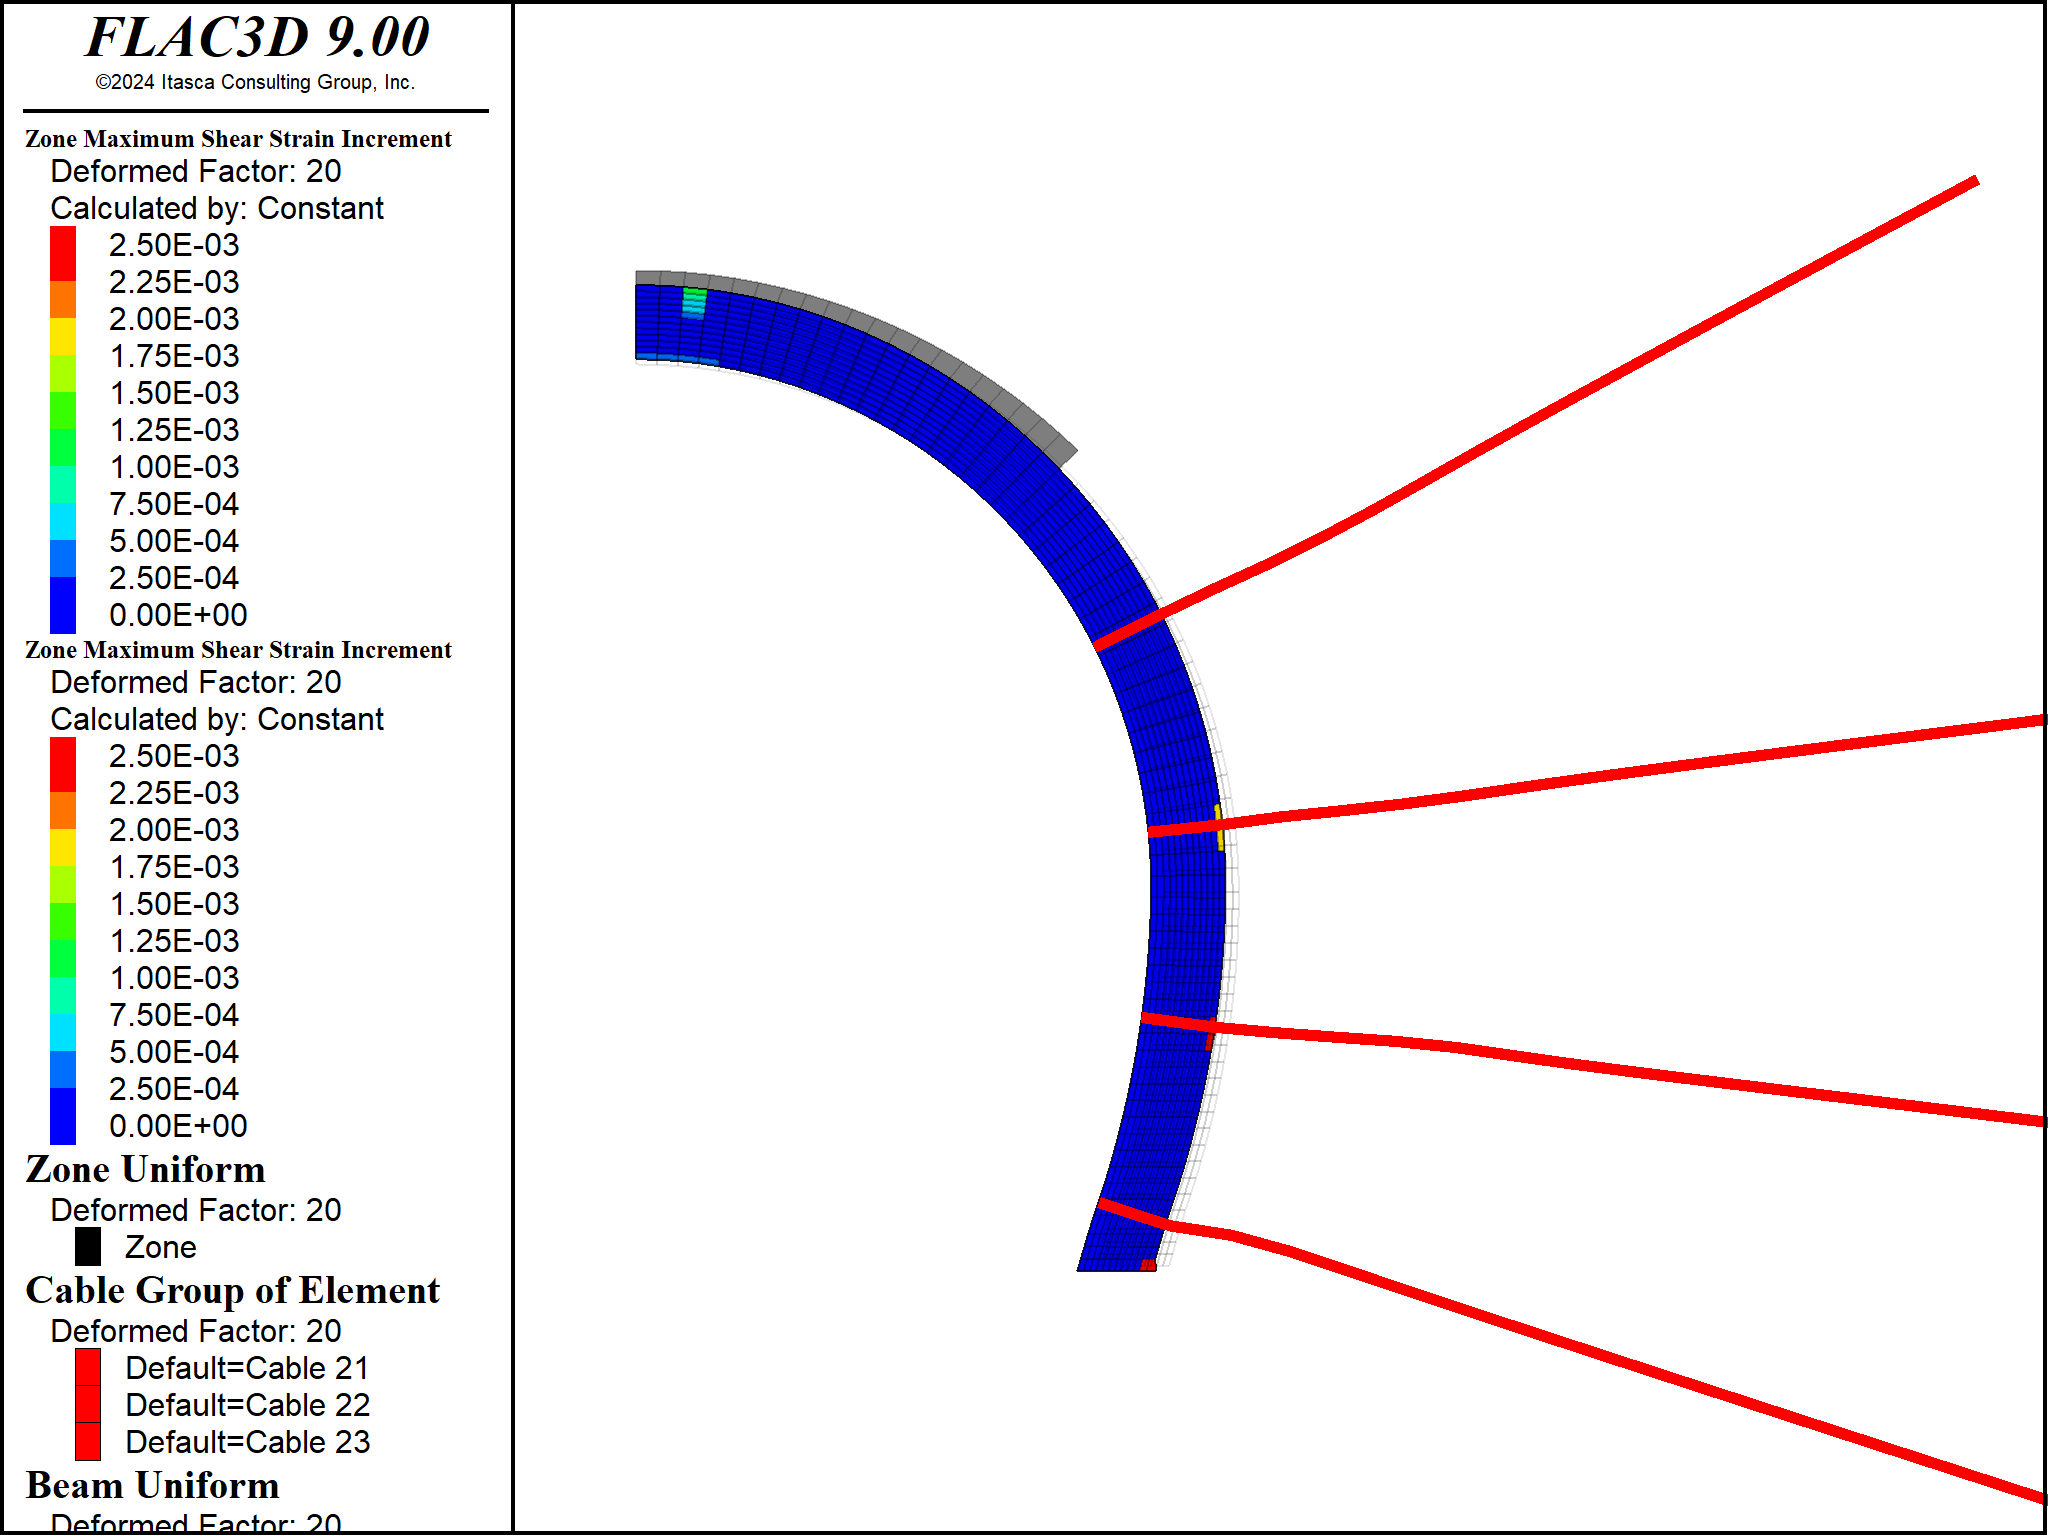 FLAC3D 9.00
©2024 Itasca Consulting Group, Inc.
Zone Maximum Shear Strain Increment
Deformed Factor: 20
Calculated by: Constant
2.50E-03
2.25E-03
2.00E-03
1.75E-03
1.50E-03
1.25E-03
1.00E-03
7.50E-04
5.00E-04
2.50E-04
0.00E+00
Zone Maximum Shear Strain Increment
Deformed Factor: 20
Calculated by: Constant
2.50E-03
2.25E-03
2.00E-03
1.75E-03
1.50E-03
1.25E-03
1.00E-03
7.50E-04
5.00E-04
2.50E-04
0.00E+00
Zone Uniform
Deformed Factor: 20
Zone
Cable Group of Element
Deformed Factor: 20
Default=Cable 21
Default=Cable 22
Default=Cable 23
Beam Uniform
Deformed Factor: 20